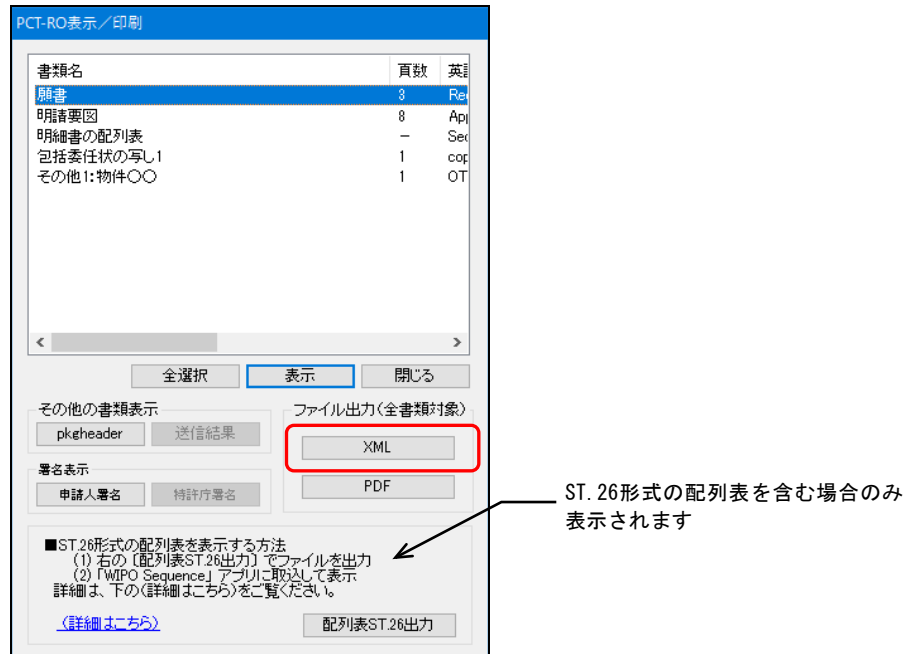 PCT-RO表示／印刷
書類名 頁数 英語
願書 3 Re
明請要図 8 App
明細書の配列表 － Sec
包括委任状の写し1 1 cop
その他1:物件〇〇 1 OT
全選択 表示 閉じる
その他の書類表示
pkgheader 送信結果
ファイル出力(全書類対象)
XML
署名表示
申請人署名 特許庁署名
PDF
ST.26形式の配列表を含む場合のみ
表示されます
■ST.26形式の配列表を表示する方法
(1) 右の〔配列表ST.26出力〕でファイルを出力
(2)「WIPO Sequence」アプリに取込して表示
詳細は、下の(詳細はこちら)をご覧ください。
(詳細はこちら)
配列表ST.26出力